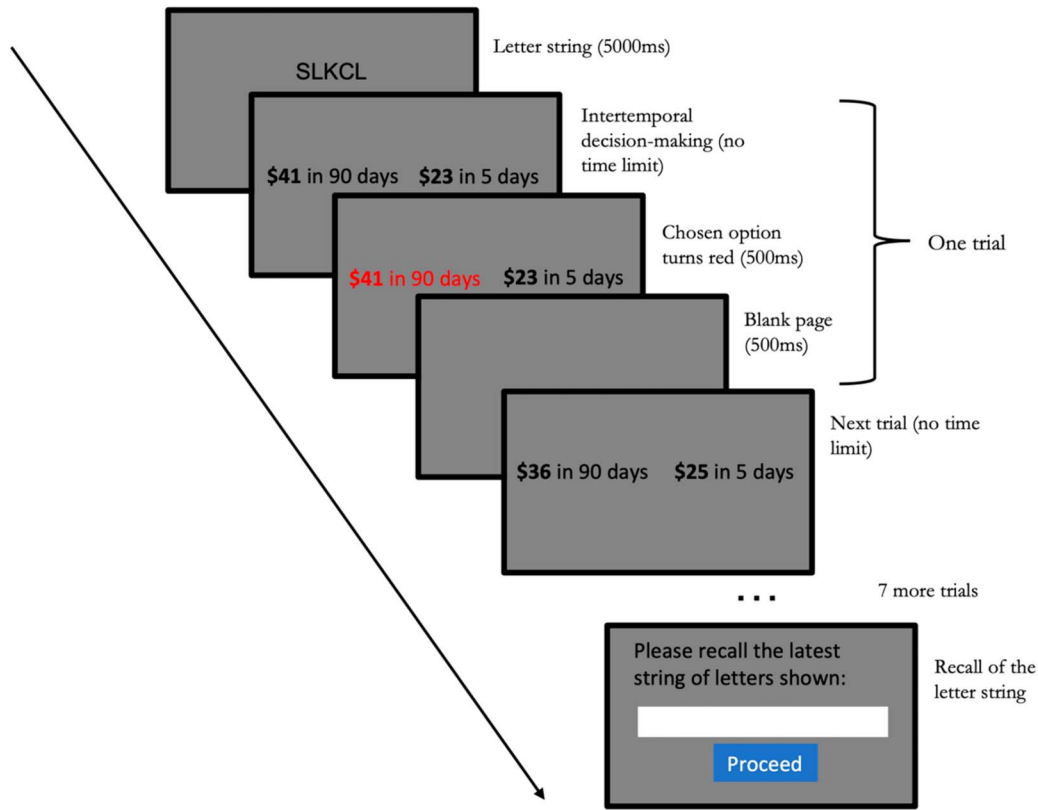 Letter string (5000ms)
SLKCL
Intertemporal
decision-making (no
time limit)
$41 in 90 days $23 in 5 days
Chosen option
turns red (500ms)
One trial
$41 in 90 days $23 in 5 days
Blank page
(500ms)
Next trial (no time
limit)
$36 in 90 days $25 in 5 days
... 7 more trials
Please recall the latest
string of letters shown:
Recall of the
letter string
Proceed